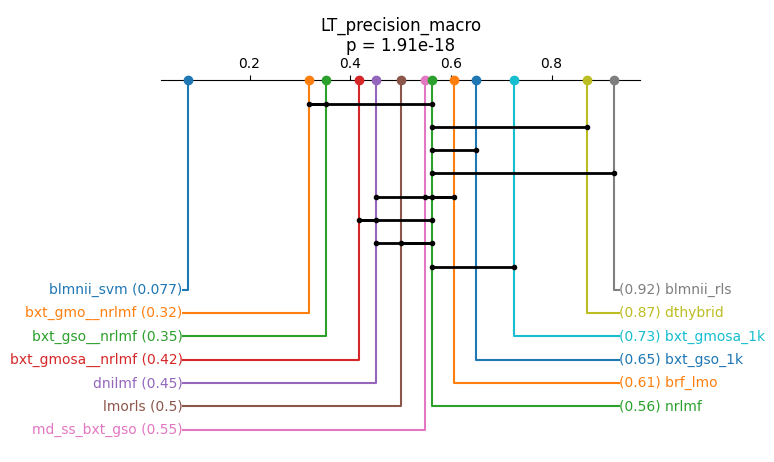 LT_precision_macro
p = 1.91e-18
0.2 0.4 0.6 0.8
blmnii_svm (0.077)
bxt_gmo__nrlmf (0.32)
bxt_gso__nrlmf (0.35)
bxt_gmosa__nrlmf (0.42)
dnilmf (0.45)
lmorls (0.5)
md_ss_bxt_gso (0.55)
(0.92) blmnii_rls
(0.87) dthybrid
(0.73) bxt_gmosa_1k
(0.65) bxt_gso_1k
(0.61) brf_lmo
(0.56) nrlmf